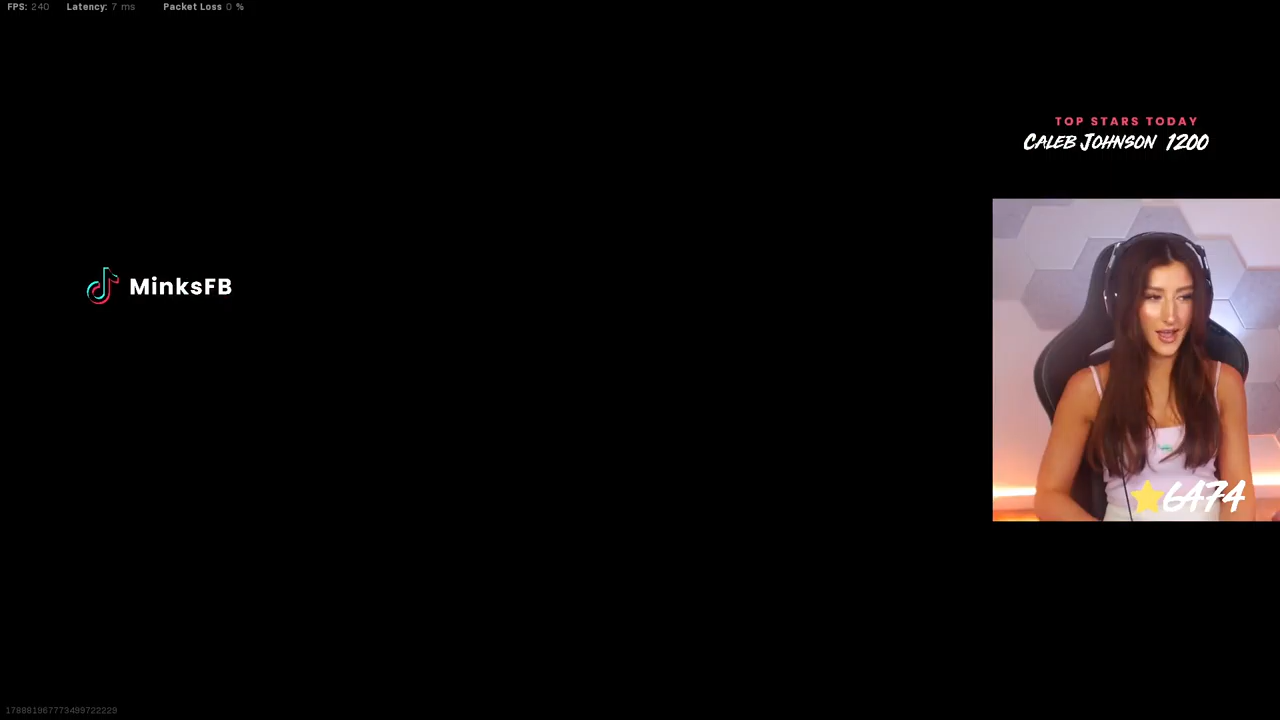 FPS: 240 Latency: 7 ms Packet Loss 0 %
TOP STARS TODAY
CALEB JOHNSON 1200
MinksFB
6474